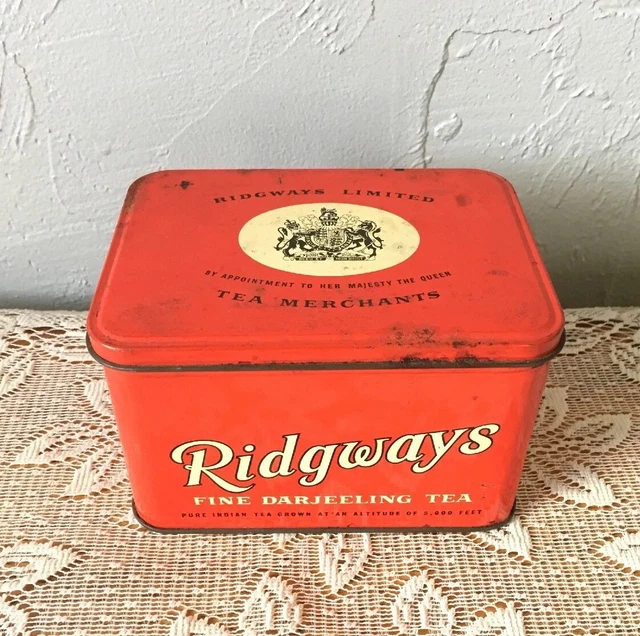 RIDGWAYS LIMITED
BY APPOINTMENT TO HER MAJESTY THE QUEEN
TEA MERCHANTS
Ridgways
FINE DARJEELING TEA
PURE INDIAN TEA GROWN AT AN ALTITUDE OF 5,000 FEET